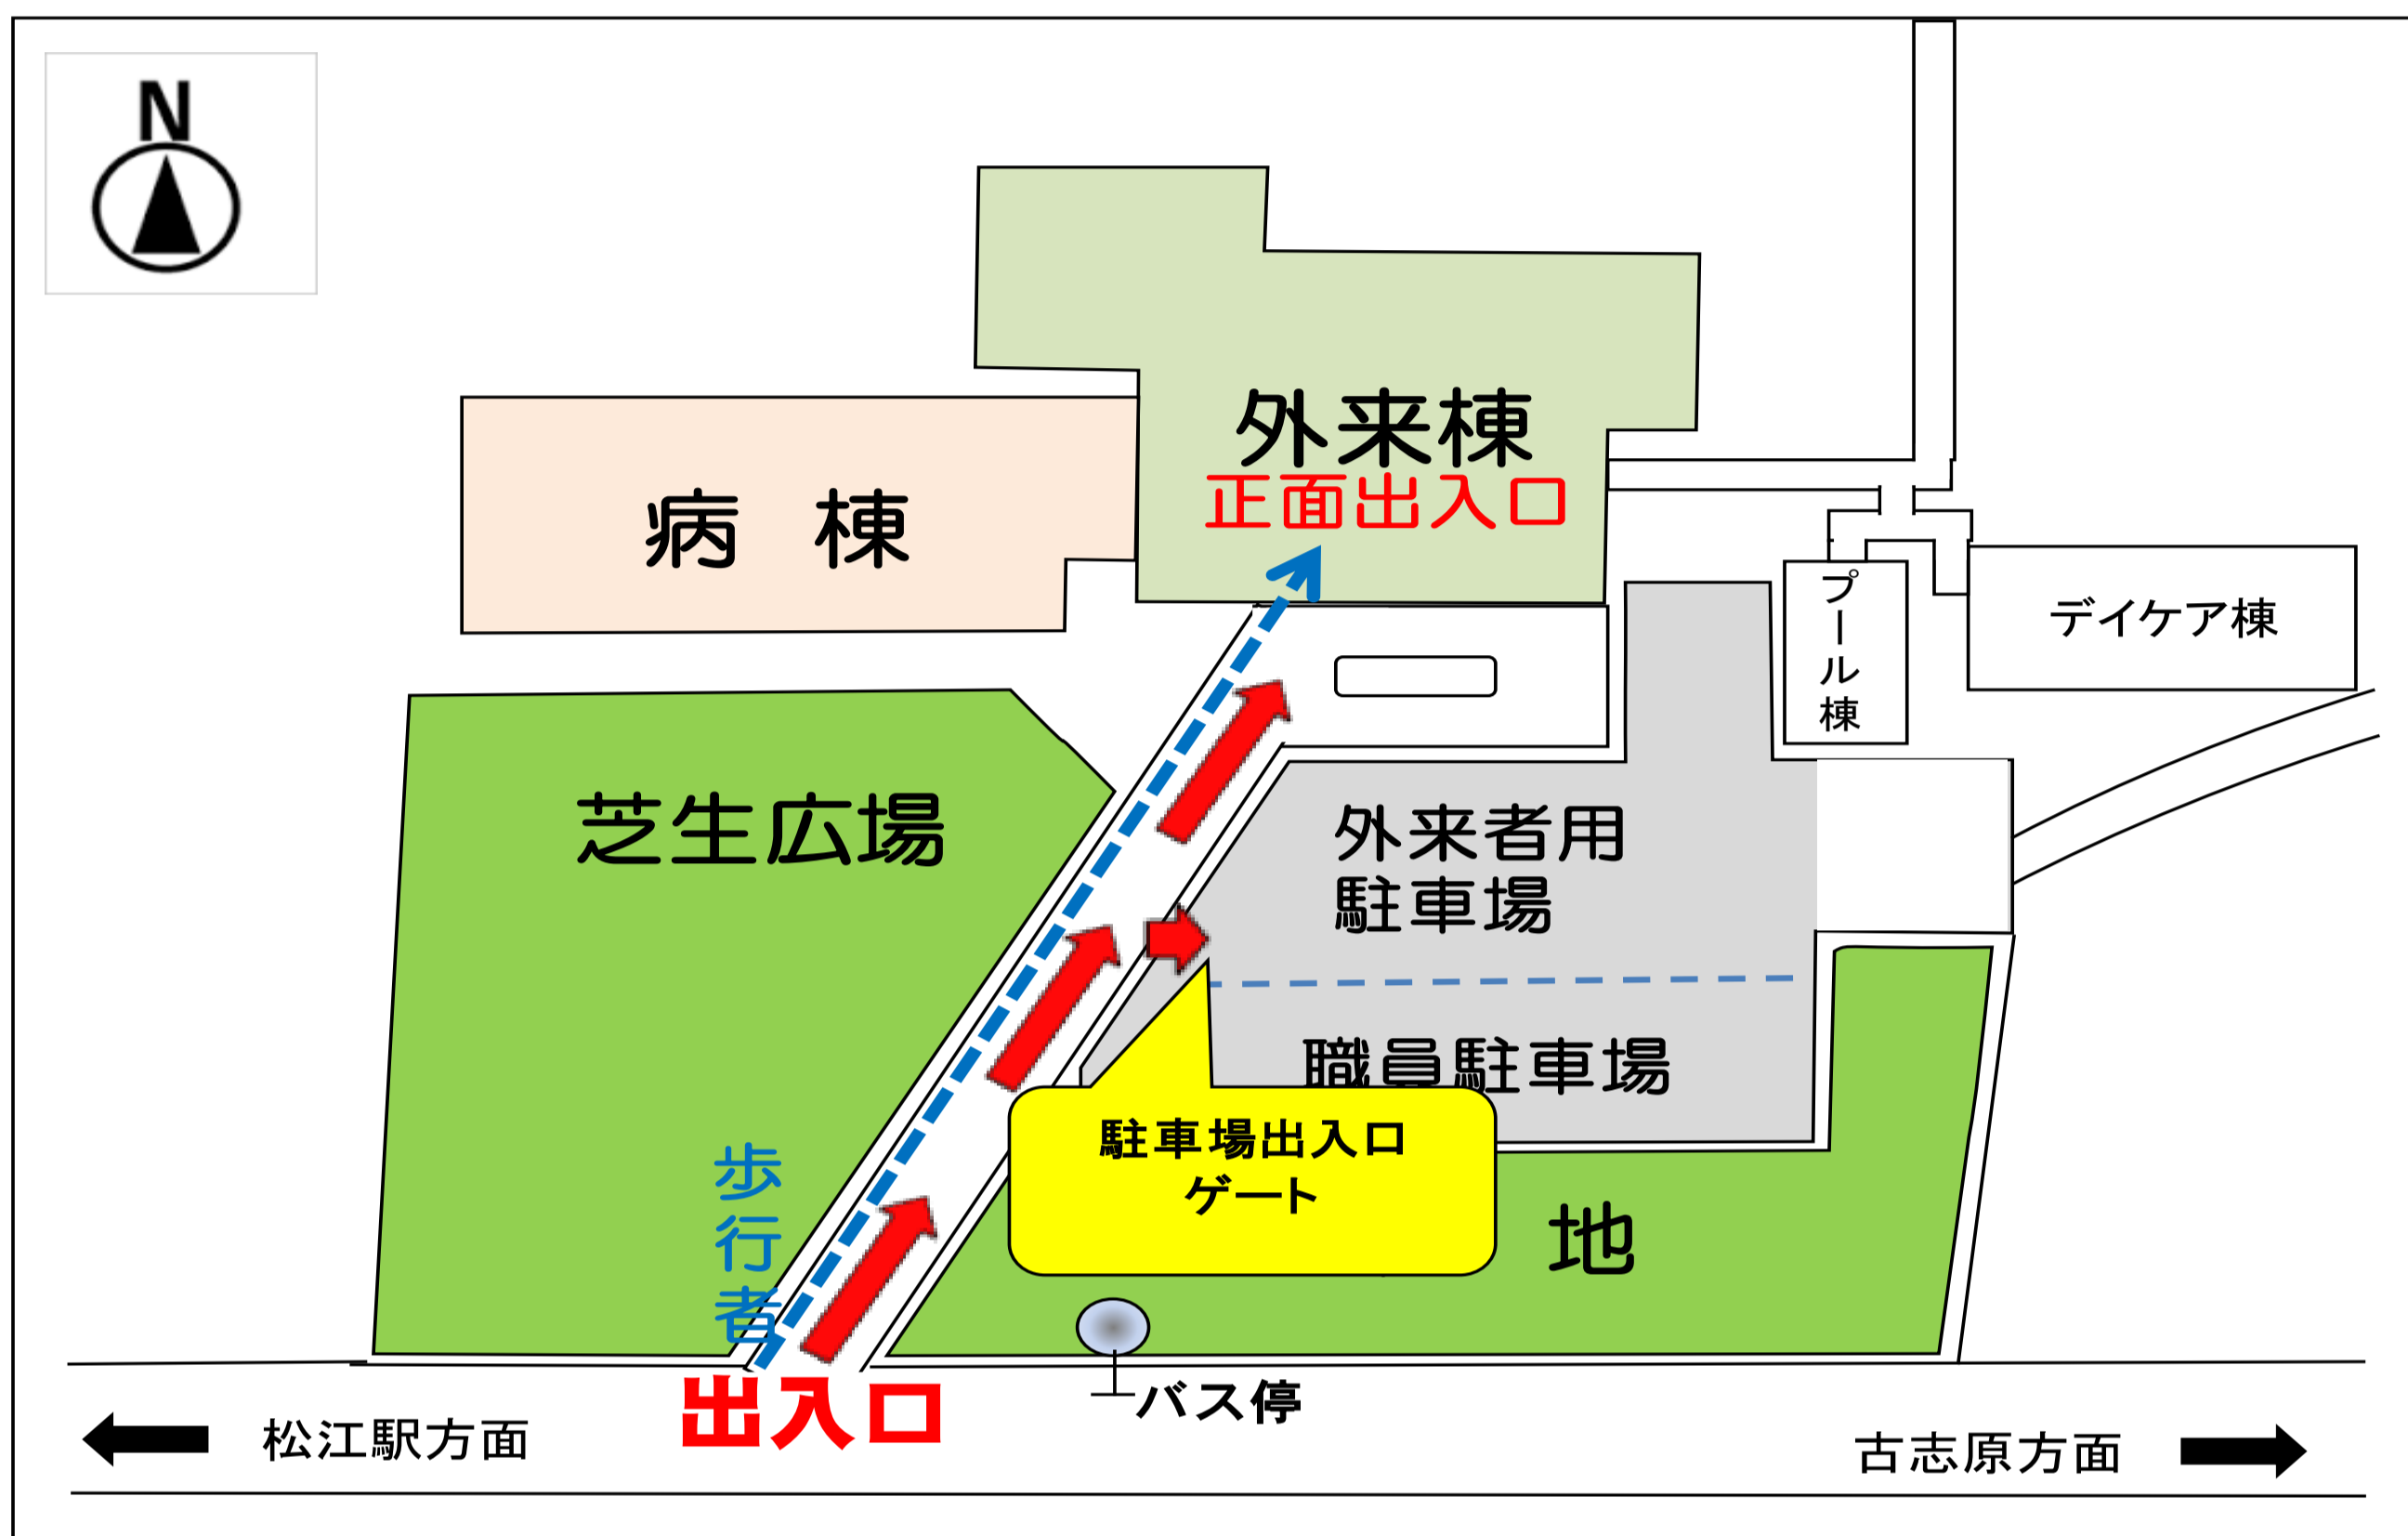 N
外来棟
正面出入口
病 棟
プール棟
デイケア棟
芝生広場
外来者用
駐車場
職員駐車場
駐車場出入口
ゲート
歩行者
地
出入口
バス停
松江駅方面
古志原方面